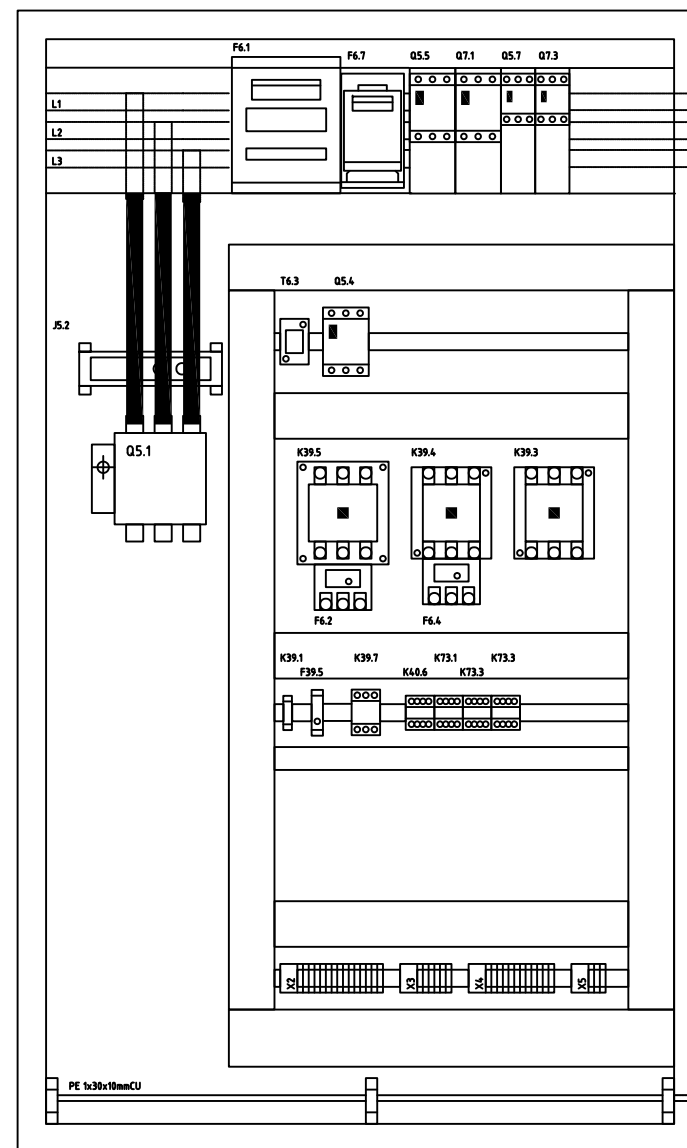 F6.1
F6.7 Q5.5 Q7.1 Q5.7 Q7.3
L1
L2
L3
T6.3 Q5.4
J5.2
Q5.1
K39.5 K39.4 K39.3
F6.2 F6.4
K39.1 K39.7 K73.1 K73.3
F39.5 K40.6 K73.3
X2 X3 X4 X5
PE 1x30x10mmCU